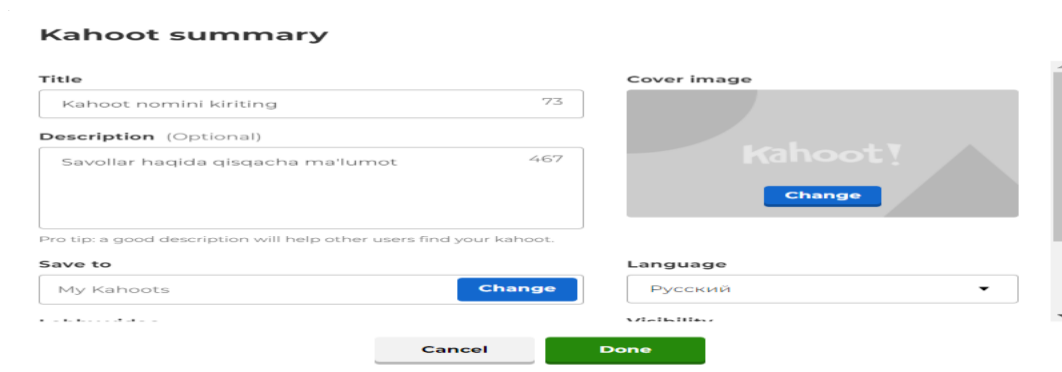 Kahoot summary
Title
Kahoot nomini kiriting 73
Description (Optional)
Savollar haqida qisqacha ma'lumot 467
Pro tip: a good description will help other users find your kahoot.
Save to
My Kahoots Change
Cover image
Kahoot!
Change
Language
Русский
Cancel Done